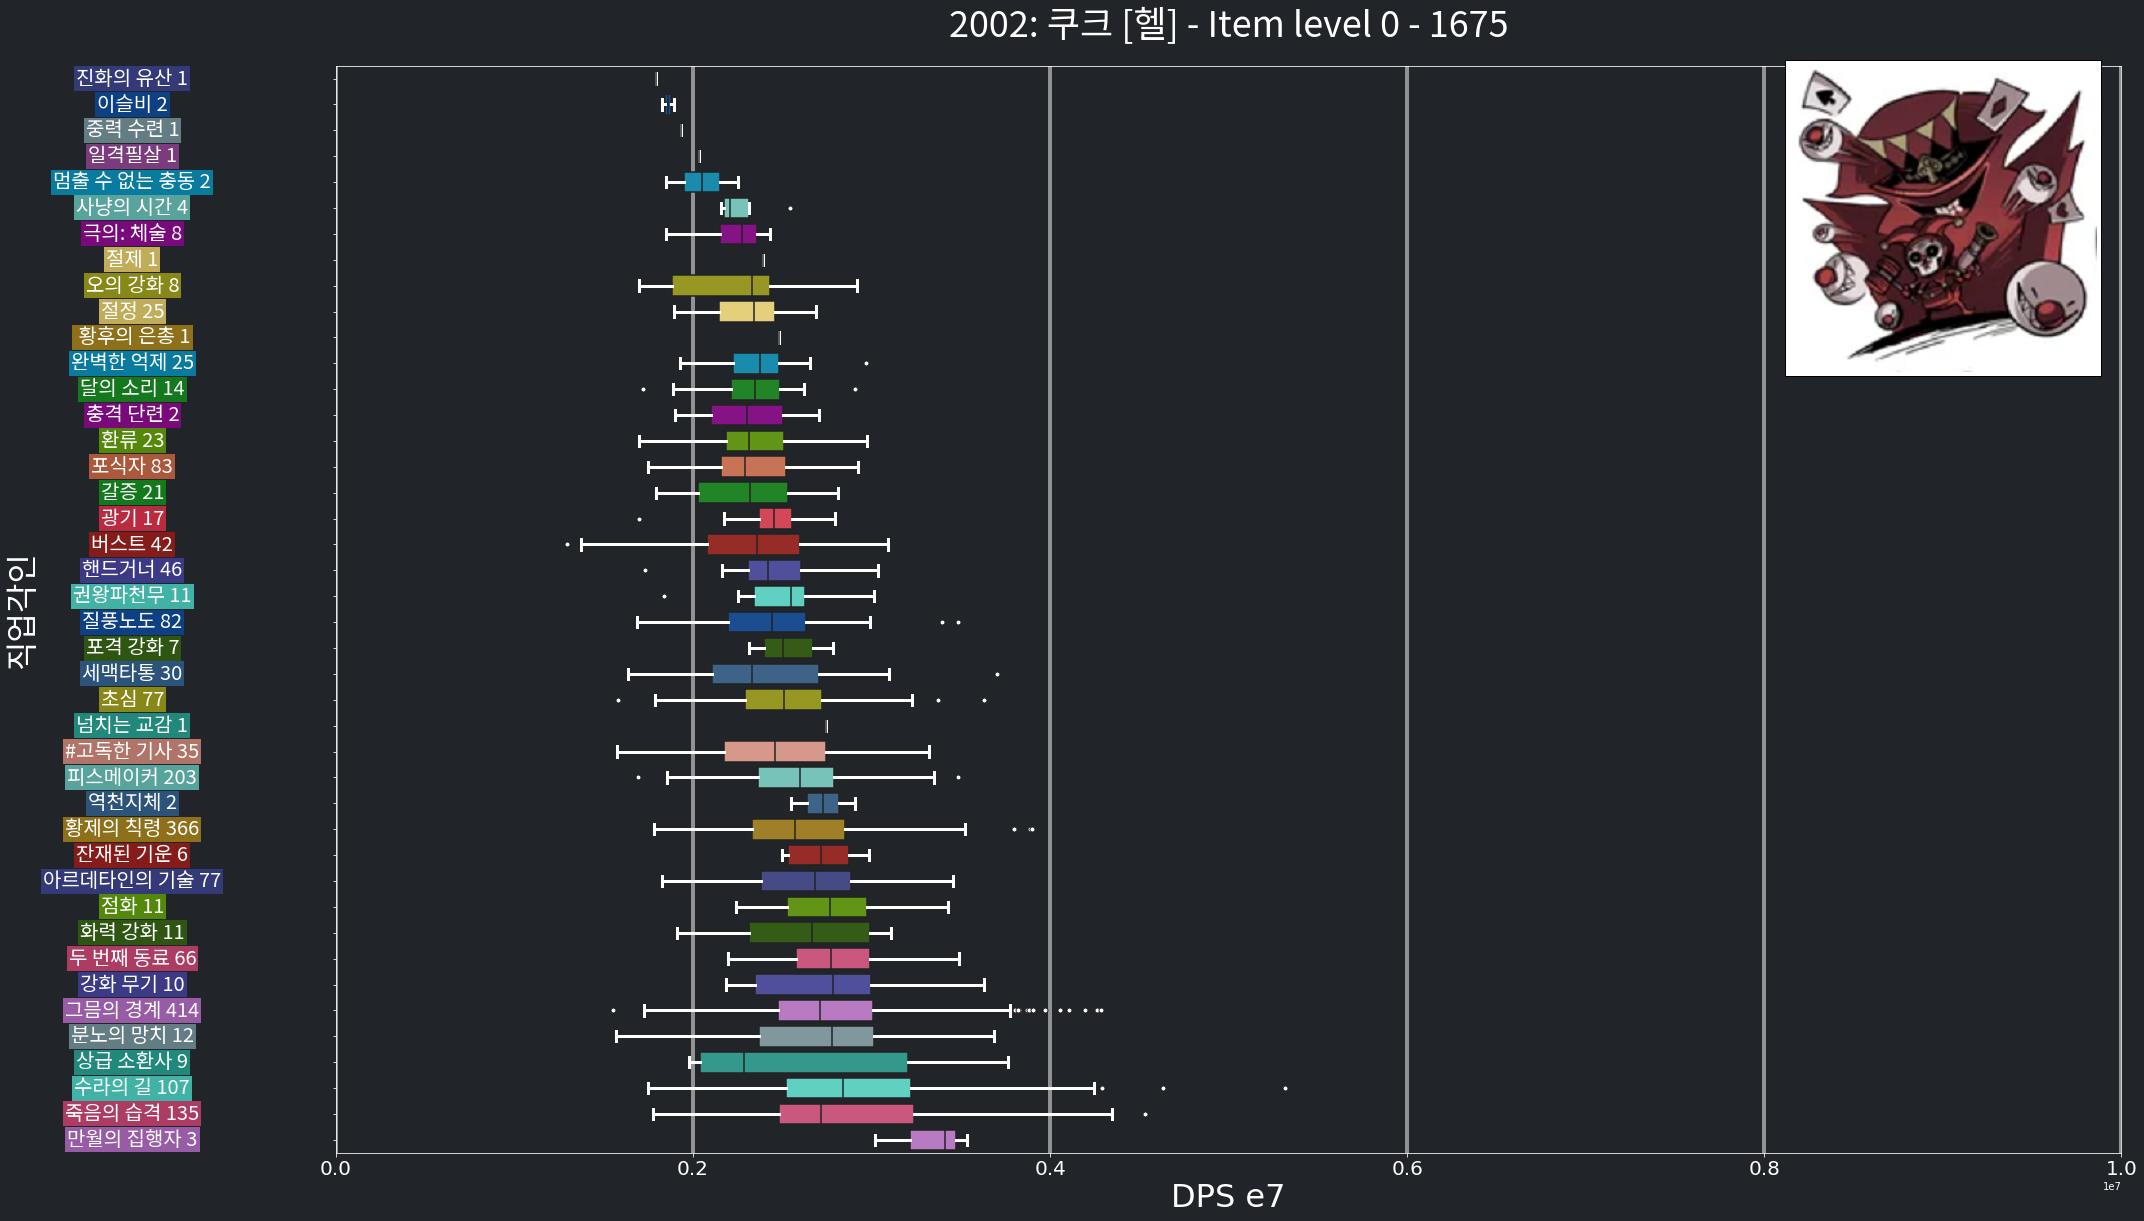 2002: 쿠크 [헬] - Item level 0 - 1675
직업각인
진화의 유산 1
이슬비 2
중력 수련 1
일격필살 1
멈출 수 없는 충동 2
사냥의 시간 4
극의: 체술 8
절제 1
오의 강화 8
절정 25
황후의 은총 1
완벽한 억제 25
달의 소리 14
충격 단련 2
환류 23
포식자 83
갈증 21
광기 17
버스트 42
핸드거너 46
권왕파천무 11
질풍노도 82
포격 강화 7
세맥타통 30
초심 77
넘치는 교감 1
#고독한 기사 35
피스메이커 203
역천지체 2
황제의 칙령 366
잔재된 기운 6
아르데타인의 기술 77
점화 11
화력 강화 11
두 번째 동료 66
강화 무기 10
그믐의 경계 414
분노의 망치 12
상급 소환사 9
수라의 길 107
죽음의 습격 135
만월의 집행자 3
0.0 0.2 0.4 0.6 0.8 1.0
1e7
DPS e7